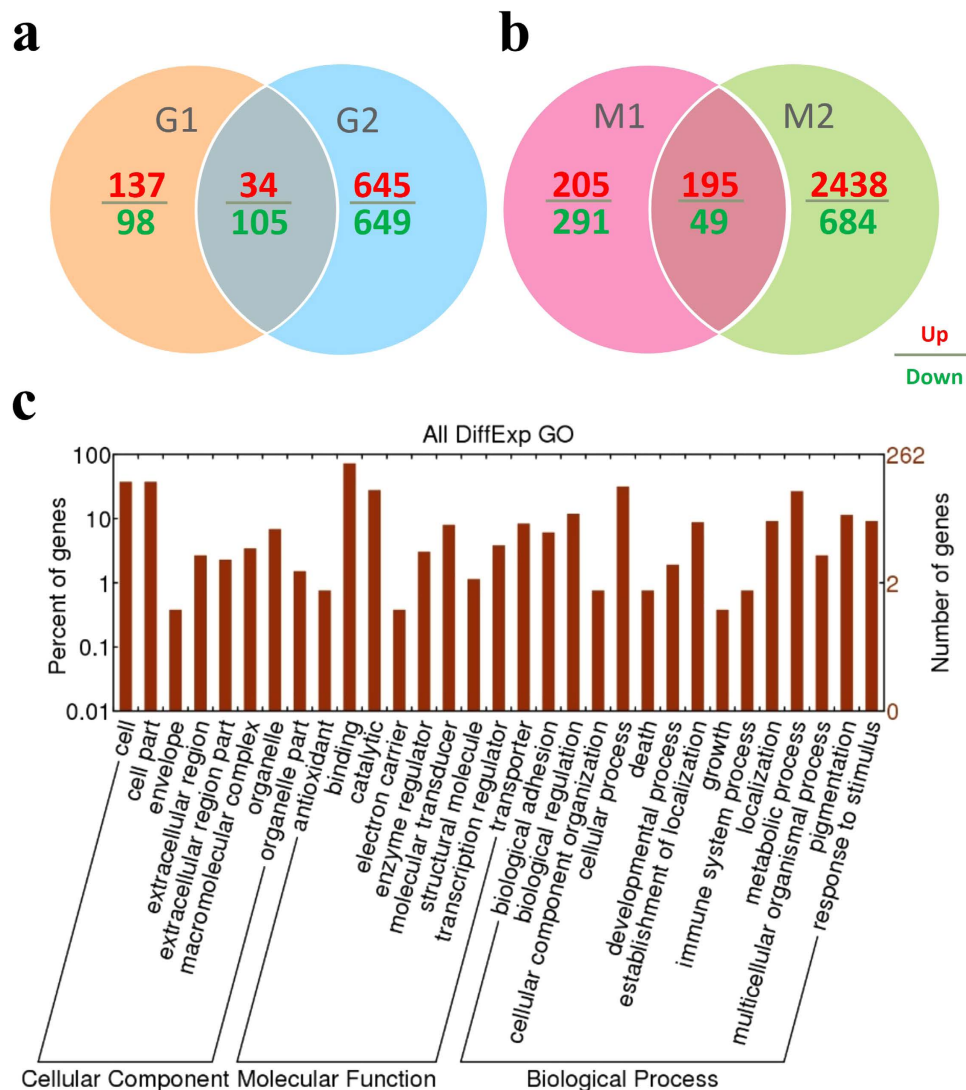 a
b
G1
G2
M1
M2
137
34
645
205
195
2438
98
105
649
291
49
684
Up
Down
c
All DiffExp GO
100
10
1
0.1
0.01
Percent of genes
262
2
0
Number of genes
cell
cell part
envelope
extracellular region
extracellular region part
macromolecular complex
organelle
organelle part
antioxidant
binding
catalytic
electron carrier
enzyme regulator
molecular transducer
structural molecule
transcription regulator
transporter
biological adhesion
biological regulation
cellular component organization
cellular process
death
developmental process
establishment of localization
growth
immune system process
localization
metabolic process
multicellular organismal process
pigmentation
response to stimulus
Cellular Component
Molecular Function
Biological Process